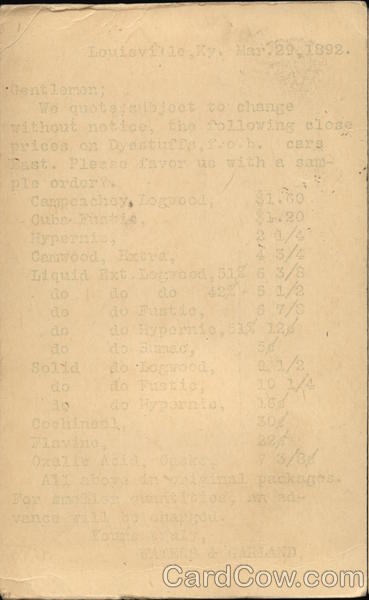 Louisville,Ky. Mar.29,1892.
Gentlemen;
We quote,subject to change
without notice, the following close
prices on Dyestuffs,f.o.b. cars
East. Please favor us with a sam-
ple order?.
Campeachey Logwood, $1.60
Cuba Fustic, $1.20
Hypernic, 2 1/4
Camwood, Extra, 4 3/4
Liquid Ext.Logwood,51% 6 3/8
do do do 42% 5 1/2
do do Fustic, 6 7/8
do do Hypernic,51% 12¢
do do Sumac, 5¢
Solid do Logwood, 1/2
do do Fustic, 10 1/4
do do Hypernic, 16¢
Cochineal, 30¢
Flavine, 22¢
Oxalic Acid, Casks, 7 3/8¢
All above in original packages.
For smaller quantities, an ad-
vance will be charged.
Yours truly,
& GARLAND,
CardCow.com